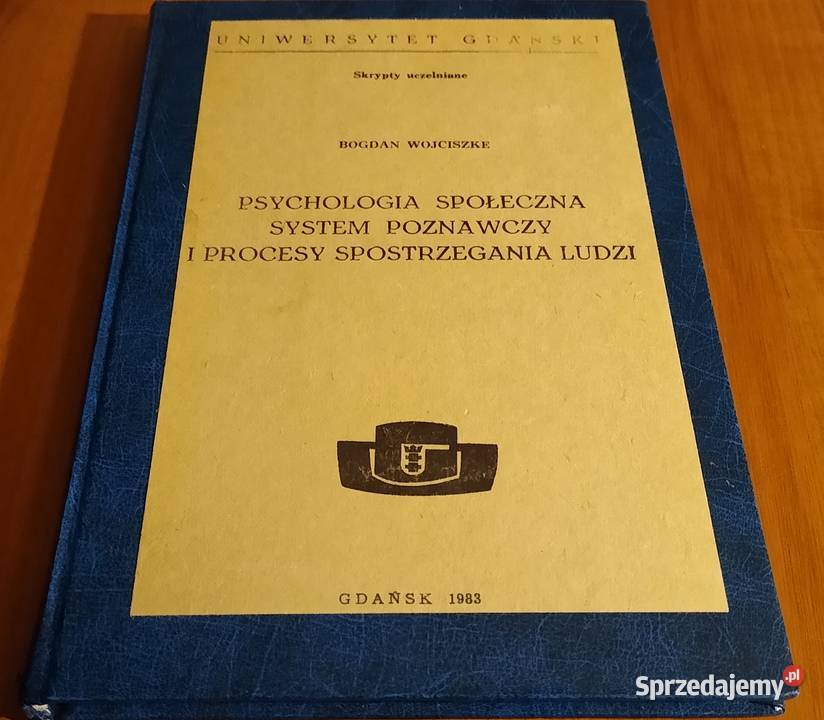 UNIWERSYTET GDAŃSKI
Skrypty uczelniane
BOGDAN WOJCISZKE
PSYCHOLOGIA SPOŁECZNA
SYSTEM POZNAWCZY
I PROCESY SPOSTRZEGANIA LUDZI
GDAŃSK 1983
Sprzedajemy.pl